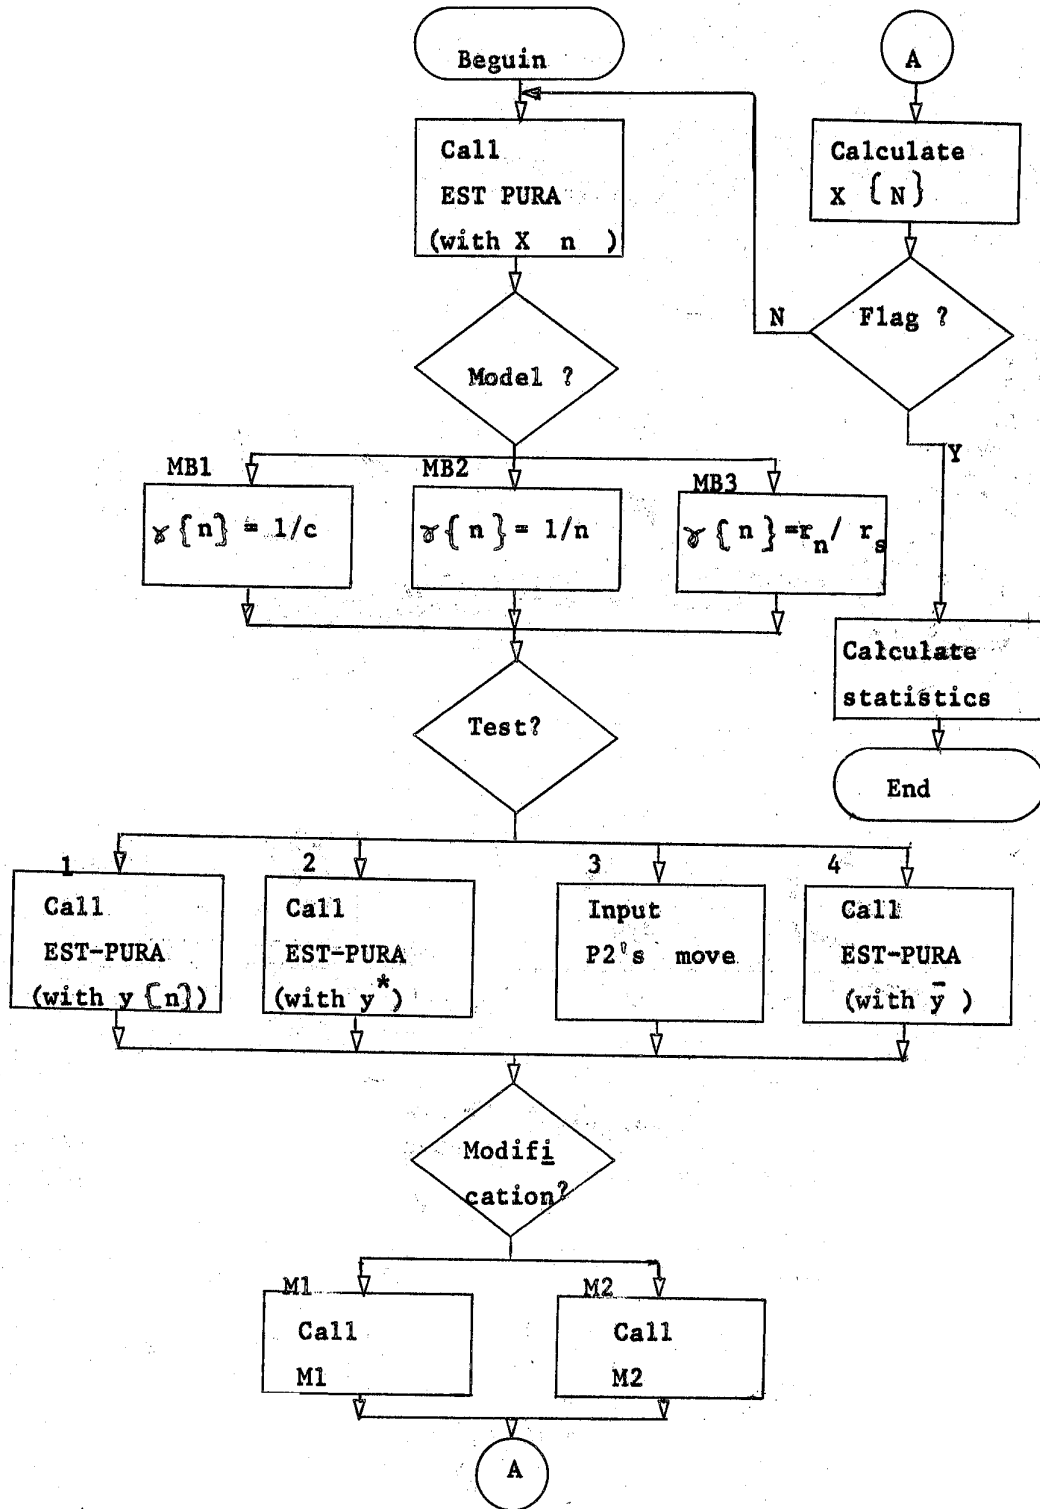 Beguin
Call
EST PURA
(with X n )
Model ?
MB1
γ{n} = 1/c
MB2
γ{n} = 1/n
MB3
γ{n} =r_n/ r_s
Test?
1
Call
EST-PURA
(with y [n])
2
Call
EST-PURA
(with y*)
3
Input
P2's move
4
Call
EST-PURA
(with ȳ )
Modifi
cation?
M1
Call
M1
M2
Call
M2
A
A
Calculate
X {N}
Flag ?
N
Y
Calculate
statistics
End